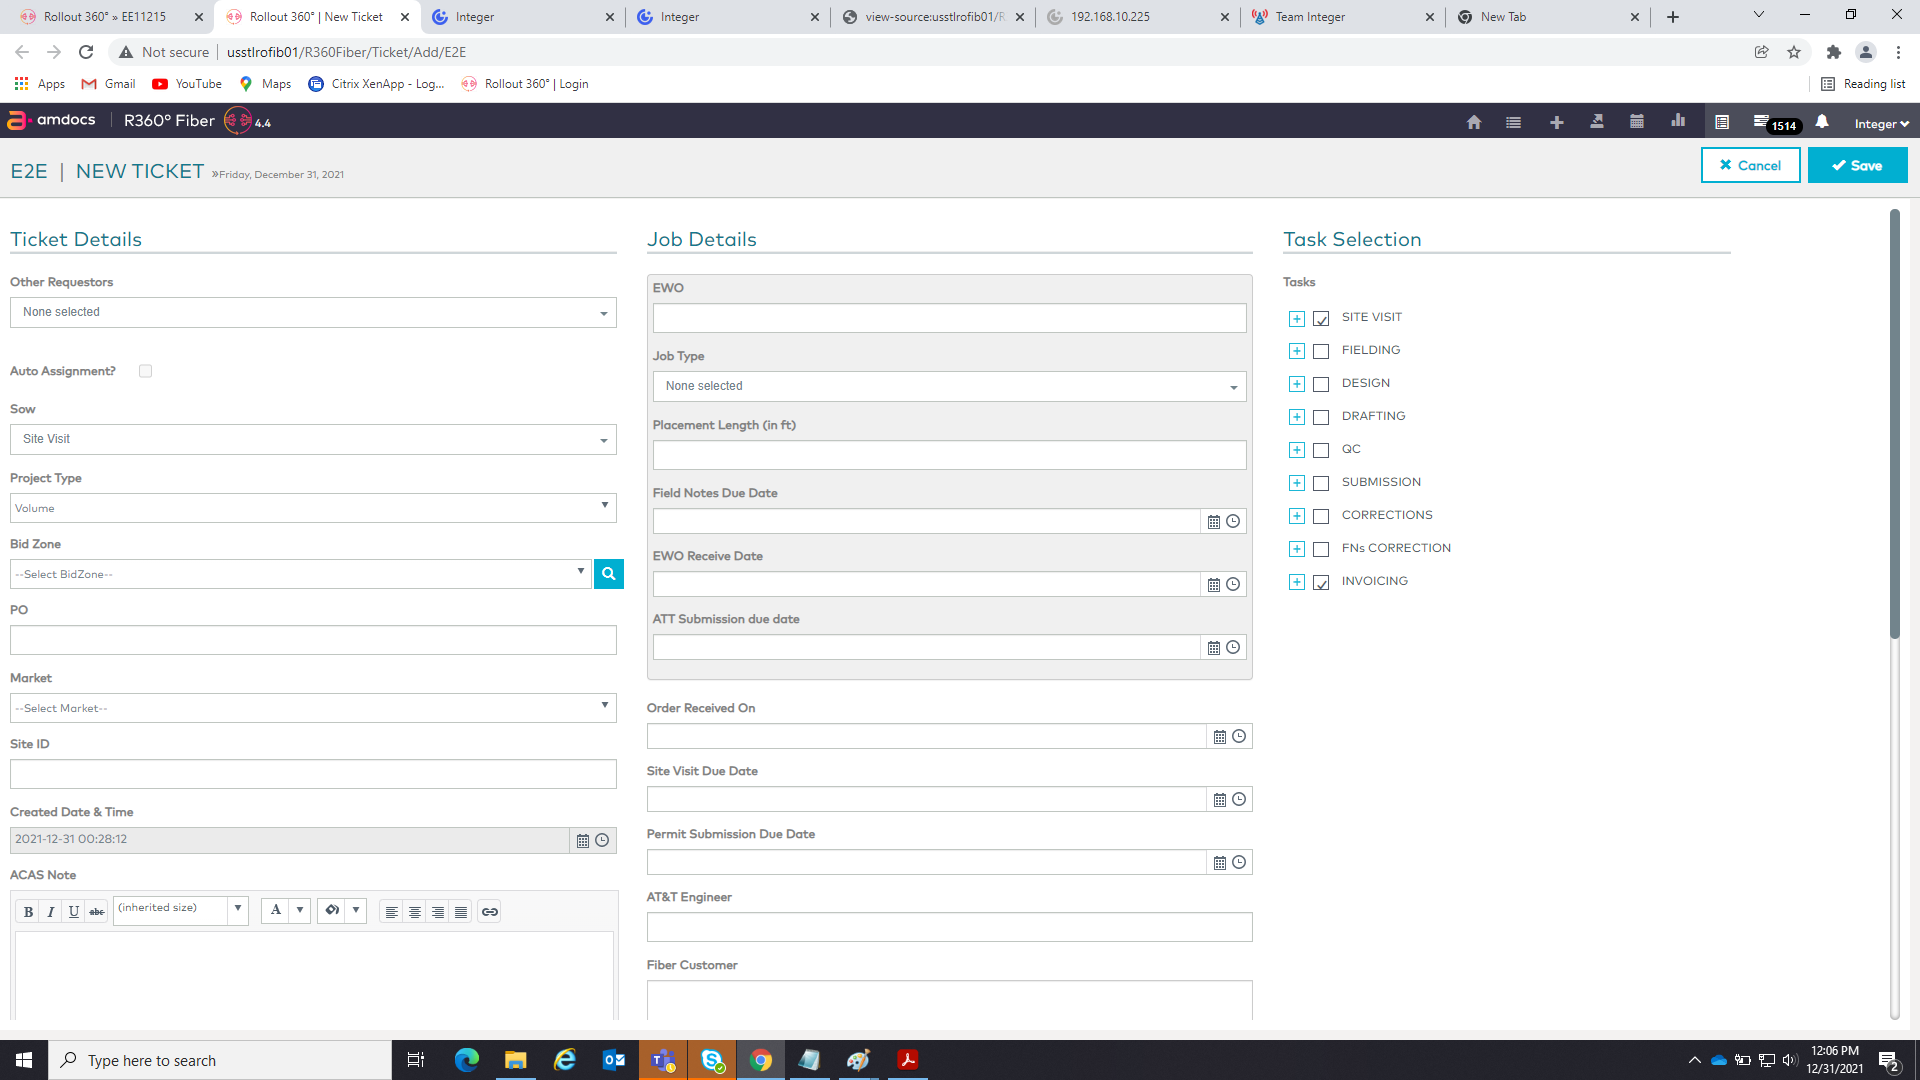 Rollout 360° » EE11215
Rollout 360° | New Ticket
Integer
Integer
view-source:usstlrofib01/R
192.168.10.225
Team Integer
New Tab
Not secure
usstlrofib01/R360Fiber/Ticket/Add/E2E
Apps
Gmail
YouTube
Maps
Citrix XenApp - Log...
Rollout 360° | Login
Reading list
amdocs
R360° Fiber
4.4
1514
Integer
E2E | NEW TICKET »Friday, December 31, 2021
Cancel
Save
Ticket Details
Other Requestors
None selected
Auto Assignment?
Sow
Site Visit
Project Type
Volume
Bid Zone
--Select BidZone--
PO
Market
--Select Market--
Site ID
Created Date & Time
2021-12-31 00:28:12
ACAS Note
B I U abc
(inherited size)
A
Job Details
EWO
Job Type
None selected
Placement Length (in ft)
Field Notes Due Date
EWO Receive Date
ATT Submission due date
Order Received On
Site Visit Due Date
Permit Submission Due Date
AT&T Engineer
Fiber Customer
Task Selection
Tasks
SITE VISIT
FIELDING
DESIGN
DRAFTING
QC
SUBMISSION
CORRECTIONS
FNs CORRECTION
INVOICING
Type here to search
12:06 PM
12/31/2021
2